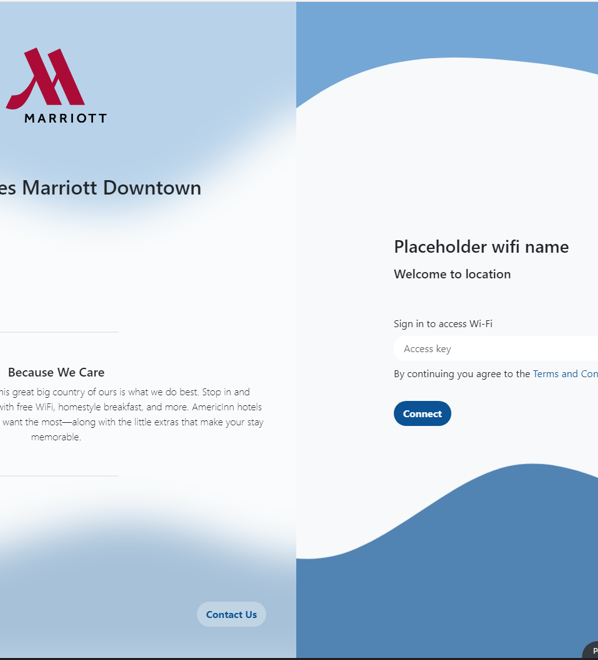 MARRIOTT
es Marriott Downtown
Because We Care
his great big country of ours is what we do best. Stop in and
with free WiFi, homestyle breakfast, and more. AmericInn hotels
want the most—along with the little extras that make your stay
memorable.
Contact Us
Placeholder wifi name
Welcome to location
Sign in to access Wi-Fi
Access key
By continuing you agree to the Terms and Con
Connect
P